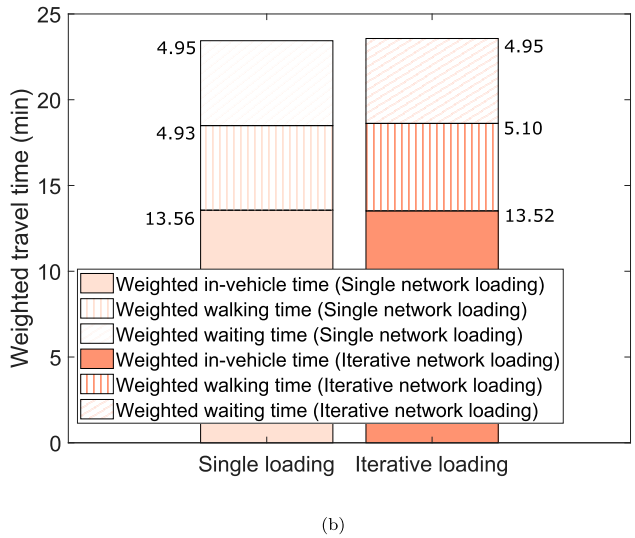 25
20
15
10
5
0
Weighted travel time (min)
4.95
4.93
13.56
4.95
5.10
13.52
Weighted in-vehicle time (Single network loading)
Weighted walking time (Single network loading)
Weighted waiting time (Single network loading)
Weighted in-vehicle time (Iterative network loading)
Weighted walking time (Iterative network loading)
Weighted waiting time (Iterative network loading)
Single loading
Iterative loading
(b)